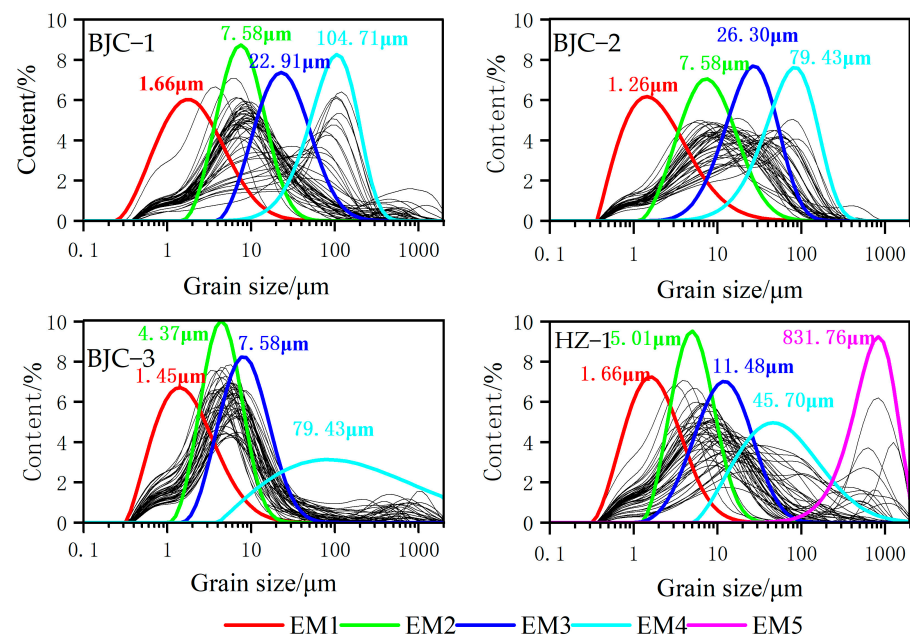 BJC–1
7.58μm
104.71μm
22.91μm
1.66μm
Content/%
10
8
6
4
2
0
0.1
1
10
100
1000
Grain size/μm
BJC–2
26.30μm
7.58μm
79.43μm
1.26μm
Content/%
10
8
6
4
2
0
0.1
1
10
100
1000
Grain size/μm
BJC–3
4.37μm
7.58μm
1.45μm
79.43μm
Content/%
10
8
6
4
2
0
0.1
1
10
100
1000
Grain size/μm
HZ–1
5.01μm
831.76μm
1.66μm
11.48μm
45.70μm
Content/%
10
8
6
4
2
0
0.1
1
10
100
1000
Grain size/μm
EM1 EM2 EM3 EM4 EM5